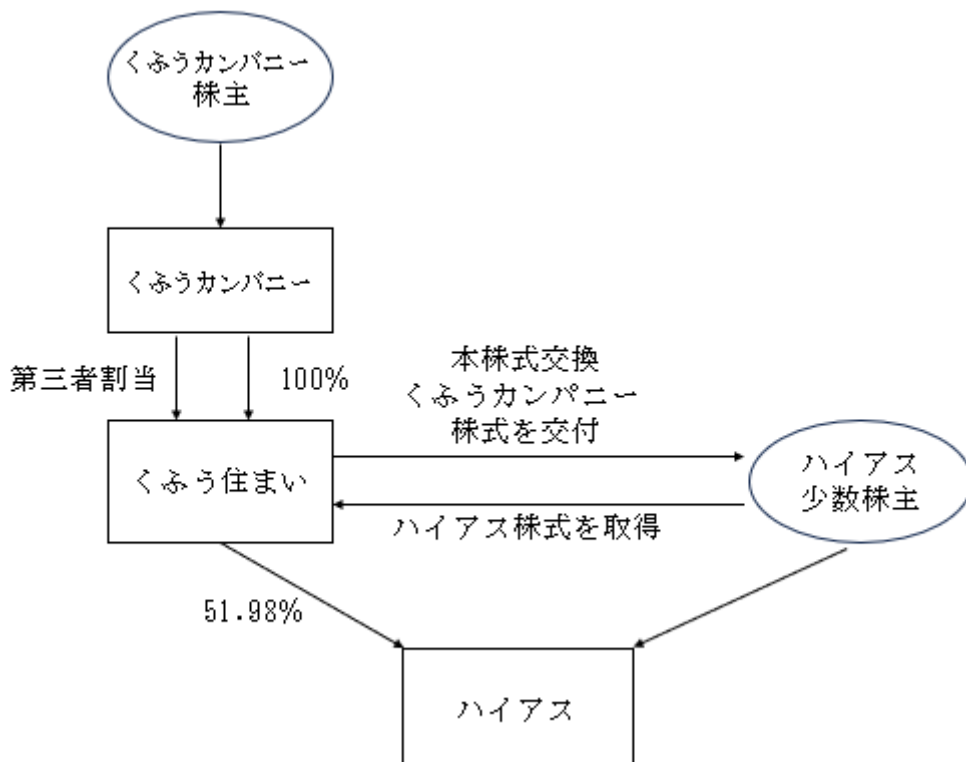 くふうカンパニー
株主
くふうカンパニー
第三者割当
100%
本株式交換
くふうカンパニー
株式を交付
くふう住まい
ハイアス
少数株主
ハイアス株式を取得
51.98%
ハイアス